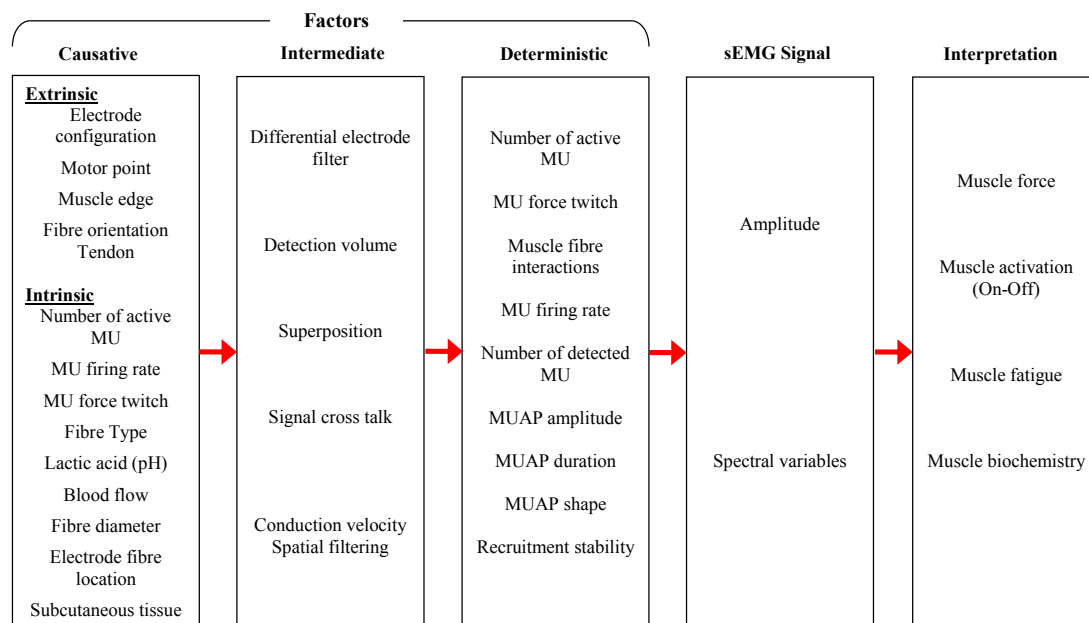 Factors
Causative
Extrinsic
Electrode
configuration
Motor point
Muscle edge
Fibre orientation
Tendon
Intrinsic
Number of active
MU
MU firing rate
MU force twitch
Fibre Type
Lactic acid (pH)
Blood flow
Fibre diameter
Electrode fibre
location
Subcutaneous tissue
Intermediate
Differential electrode
filter
Detection volume
Superposition
Signal cross talk
Conduction velocity
Spatial filtering
Deterministic
Number of active
MU
MU force twitch
Muscle fibre
interactions
MU firing rate
Number of detected
MU
MUAP amplitude
MUAP duration
MUAP shape
Recruitment stability
sEMG Signal
Amplitude
Spectral variables
Interpretation
Muscle force
Muscle activation
(On-Off)
Muscle fatigue
Muscle biochemistry